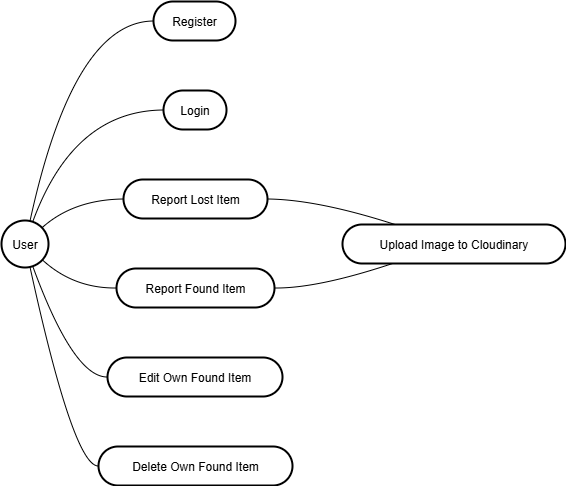 Register
Login
Report Lost Item
User
Upload Image to Cloudinary
Report Found Item
Edit Own Found Item
Delete Own Found Item